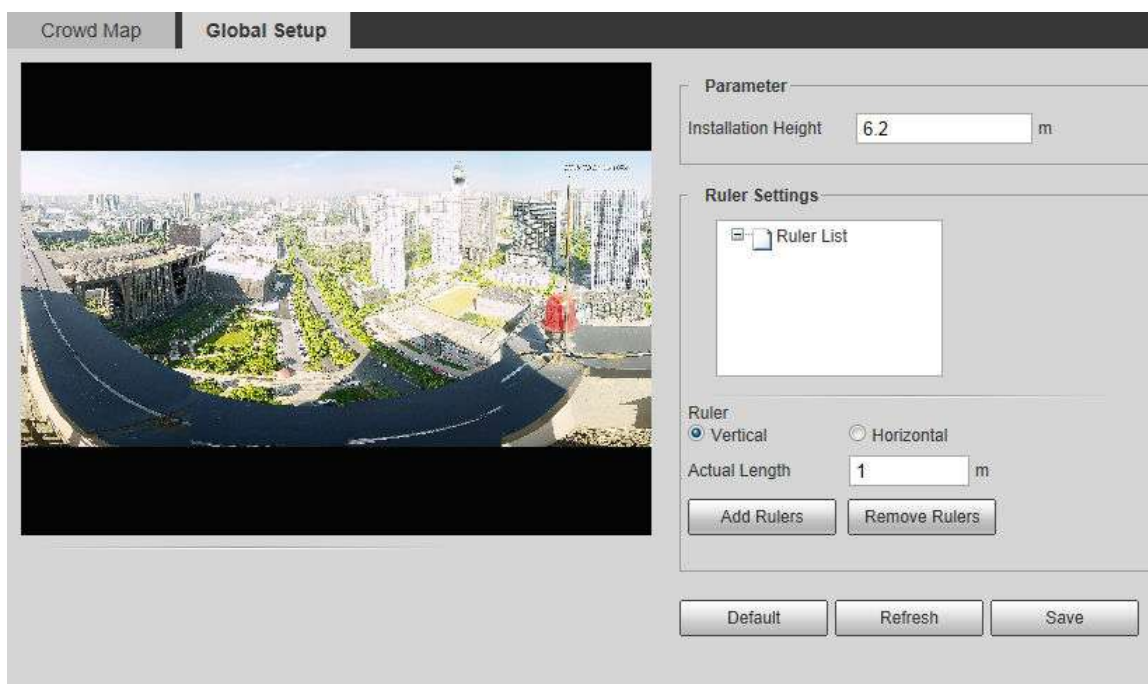 Crowd Map Global Setup
Parameter
Installation Height 6.2 m
Ruler Settings
Ruler List
Ruler
Vertical Horizontal
Actual Length 1 m
Add Rulers Remove Rulers
Default Refresh Save